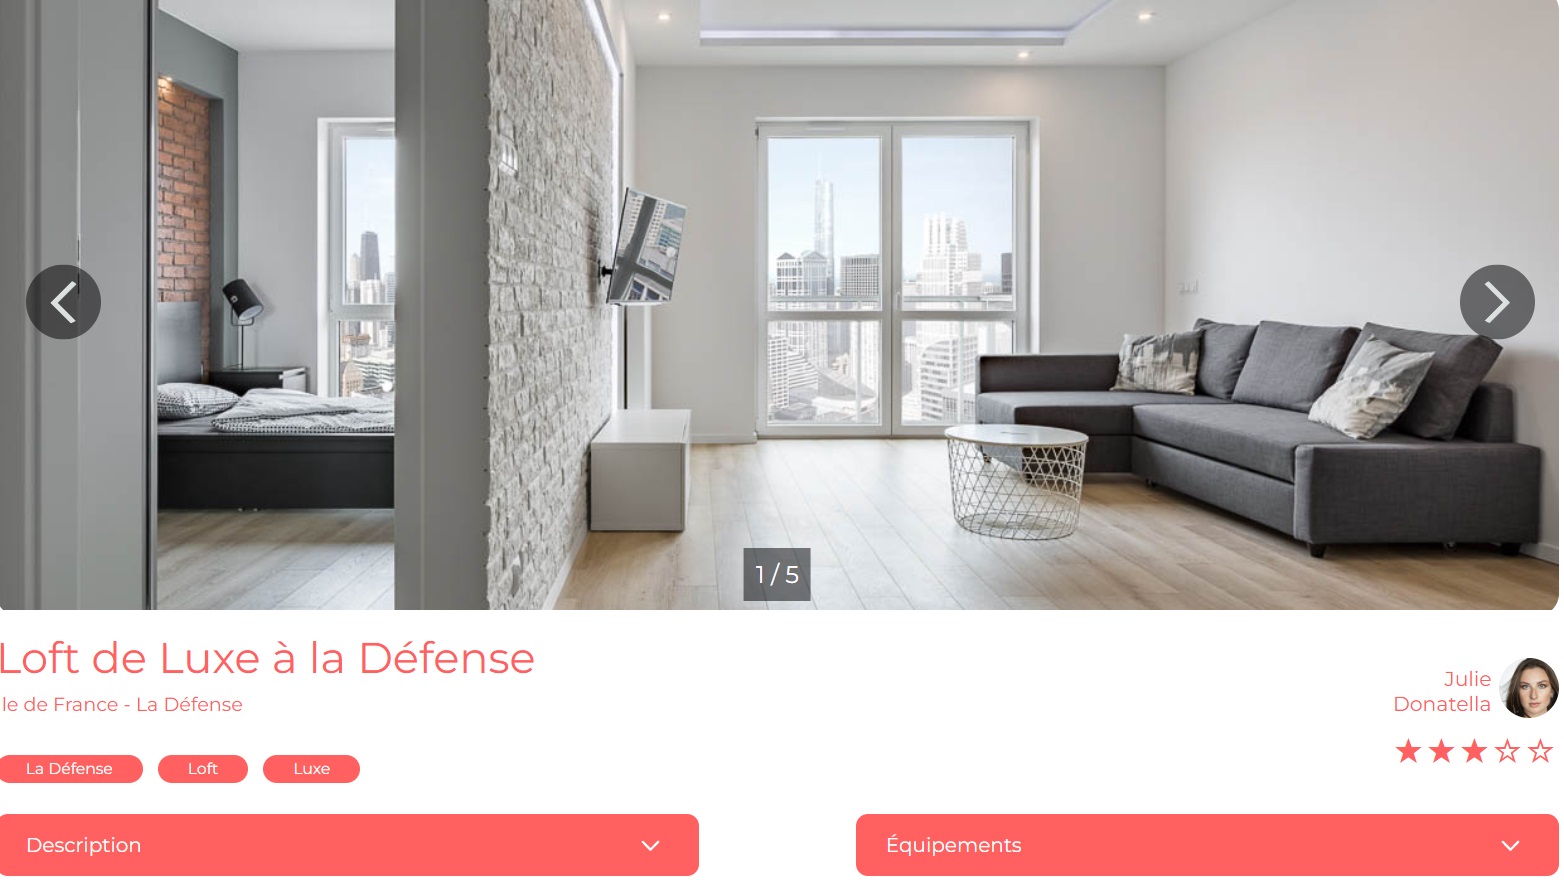 1 / 5
Loft de Luxe à la Défense
le de France - La Défense
Julie
Donatella
La Défense
Loft
Luxe
Description
Équipements